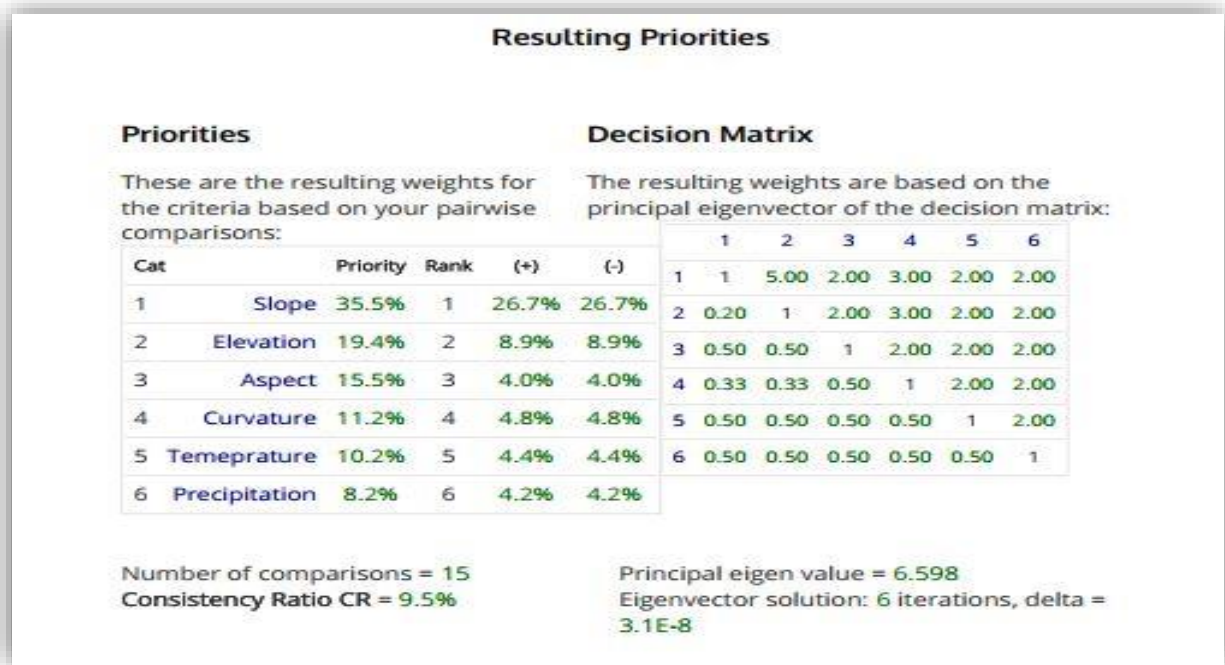 Resulting Priorities
Priorities
These are the resulting weights for
the criteria based on your pairwise
comparisons:
Cat Priority Rank (+) (-)
1 Slope 35.5% 1 26.7% 26.7%
2 Elevation 19.4% 2 8.9% 8.9%
3 Aspect 15.5% 3 4.0% 4.0%
4 Curvature 11.2% 4 4.8% 4.8%
5 Temeprature 10.2% 5 4.4% 4.4%
6 Precipitation 8.2% 6 4.2% 4.2%
Number of comparisons = 15
Consistency Ratio CR = 9.5%
Decision Matrix
The resulting weights are based on the
principal eigenvector of the decision matrix:
1 2 3 4 5 6
1 1 5.00 2.00 3.00 2.00 2.00
2 0.20 1 2.00 3.00 2.00 2.00
3 0.50 0.50 1 2.00 2.00 2.00
4 0.33 0.33 0.50 1 2.00 2.00
5 0.50 0.50 0.50 0.50 1 2.00
6 0.50 0.50 0.50 0.50 0.50 1
Principal eigen value = 6.598
Eigenvector solution: 6 iterations, delta =
3.1E-8